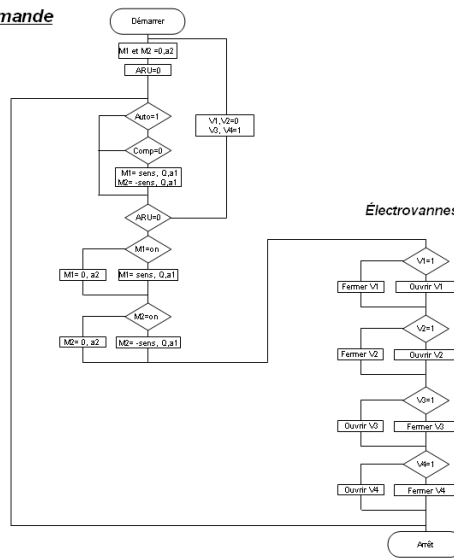 mande
Démarrer
M1 et M2 =0,a2
ARU=0
Auto=1
V1,V2=0
V3, V4=1
Comp=0
M1= sens, Q,a1
M2= -sens, Q,a1
ARU=0
Électrovannes
M1=on
V1=1
M1= 0, a2
M1= sens, Q,a1
Fermer V1
Ouvrir V1
M2=on
V2=1
M2= 0, a2
M2= -sens, Q,a1
Fermer V2
Ouvrir V2
V3=1
Ouvrir V3
Fermer V3
V4=1
Ouvrir V4
Fermer V4
Arrêt